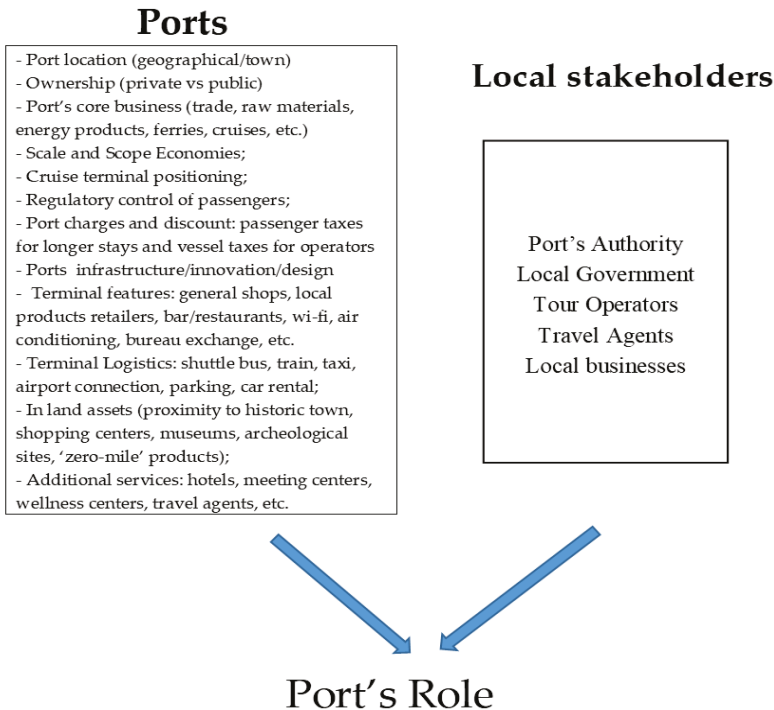 Ports
- Port location (geographical/town)
- Ownership (private vs public)
- Port's core business (trade, raw materials,
energy products, ferries, cruises, etc.)
- Scale and Scope Economies;
- Cruise terminal positioning;
- Regulatory control of passengers;
- Port charges and discount: passenger taxes
for longer stays and vessel taxes for operators
- Ports infrastructure/innovation/design
- Terminal features: general shops, local
products retailers, bar/restaurants, wi-fi, air
conditioning, bureau exchange, etc.
- Terminal Logistics: shuttle bus, train, taxi,
airport connection, parking, car rental;
- In land assets (proximity to historic town,
shopping centers, museums, archeological
sites, ‘zero-mile’ products);
- Additional services: hotels, meeting centers,
wellness centers, travel agents, etc.
Local stakeholders
Port's Authority
Local Government
Tour Operators
Travel Agents
Local businesses
Port's Role